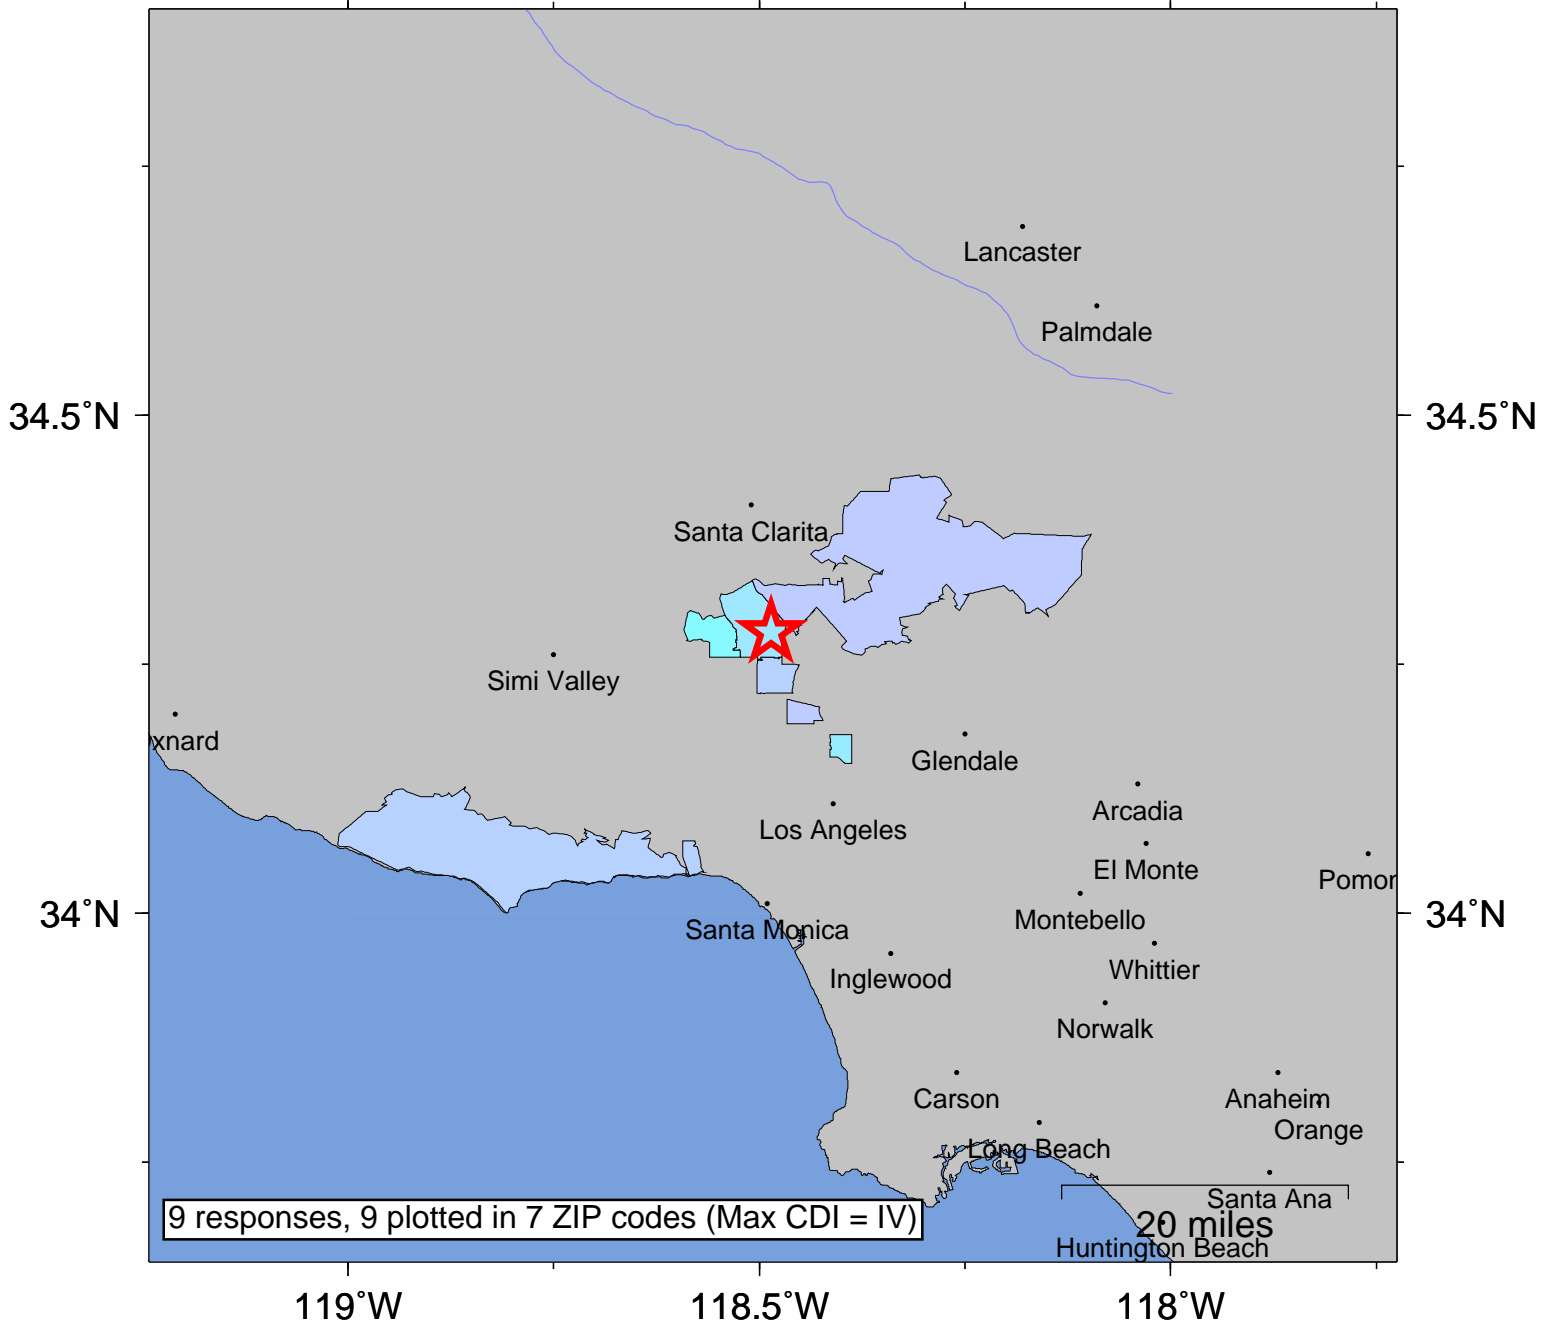 Lancaster
Palmdale
34.5˚N
34.5˚N
Santa Clarita
Simi Valley
xnard
Glendale
Arcadia
Los Angeles
El Monte
Pomor
34˚N
34˚N
Montebello
Santa Monica
Whittier
Inglewood
Norwalk
Carson
Anaheim
Orange
Long Beach
Santa Ana
9 responses, 9 plotted in 7 ZIP codes (Max CDI = IV)
20 miles
Huntington Beach
119˚W
118.5˚W
118˚W